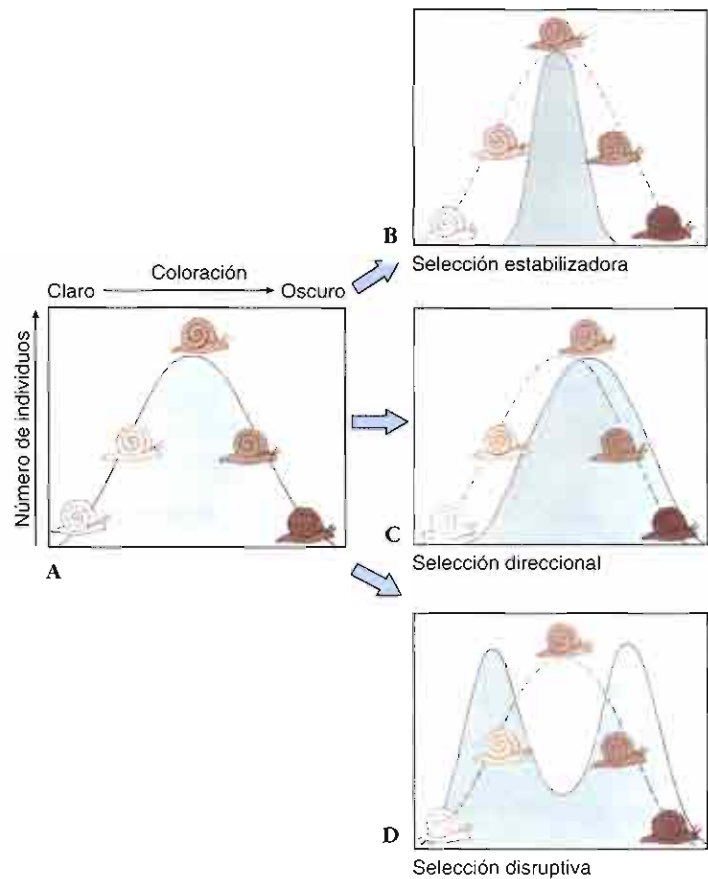 B
Selección estabilizadora
Coloración
Claro
Oscuro
Número de individuos
A
C
Selección direccional
D
Selección disruptiva